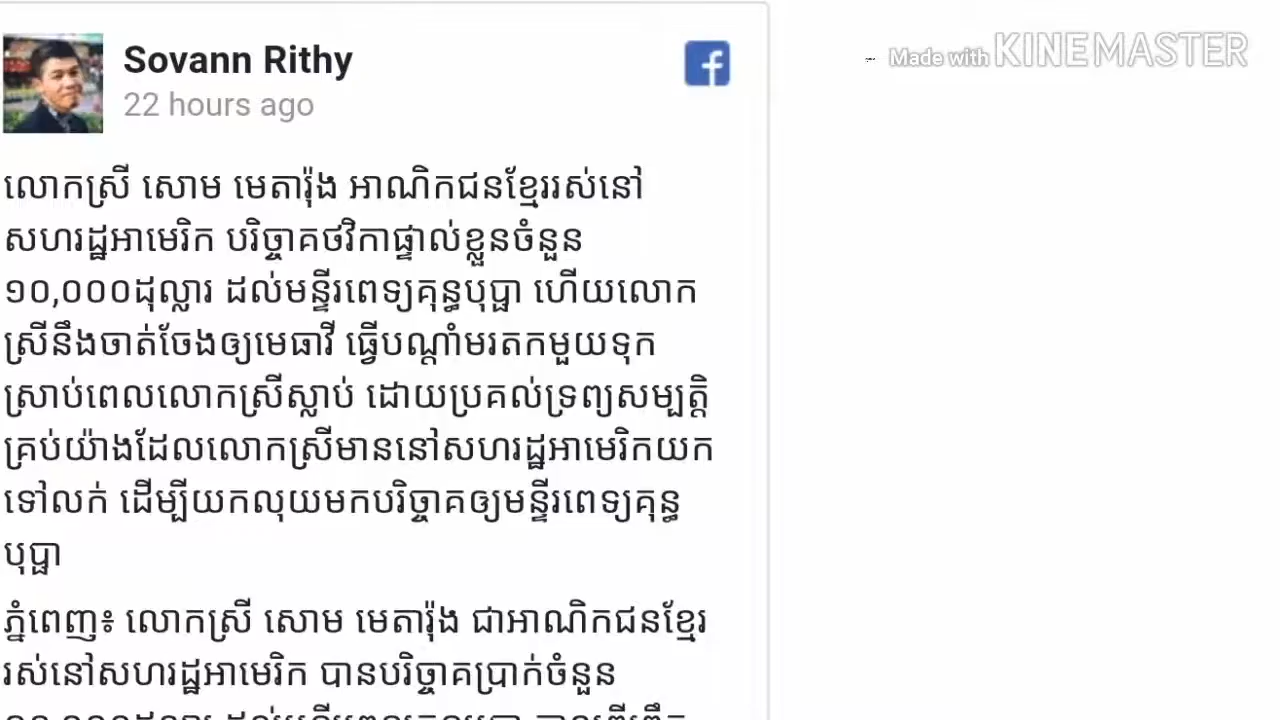 Sovann Rithy
22 hours ago
Made with KINEMASTER
លោកស្រី សោម មេតារ៉ុង អាណិកជនខ្មែររស់នៅ
សហរដ្ឋអាមេរិក បរិច្ចាគថវិកាផ្ទាល់ខ្លួនចំនួន
១០,០០០ដុល្លារ ដល់មន្ទីរពេទ្យគន្ធបុប្ផា ហើយលោក
ស្រីនឹងចាត់ចែងឲ្យមេធាវី ធ្វើបណ្ដាំមរតកមួយទុក
ស្រាប់ពេលលោកស្រីស្លាប់ ដោយប្រគល់ទ្រព្យសម្បត្តិ
គ្រប់យ៉ាងដែលលោកស្រីមាននៅសហរដ្ឋអាមេរិកយក
ទៅលក់ ដើម្បីយកលុយមកបរិច្ចាគឲ្យមន្ទីរពេទ្យគុន្ធ
បុប្ផា
ភ្នំពេញ៖ លោកស្រី សោម មេតារ៉ុង ជាអាណិកជនខ្មែរ
រស់នៅសហរដ្ឋអាមេរិក បានបរិច្ចាគប្រាក់ចំនួន